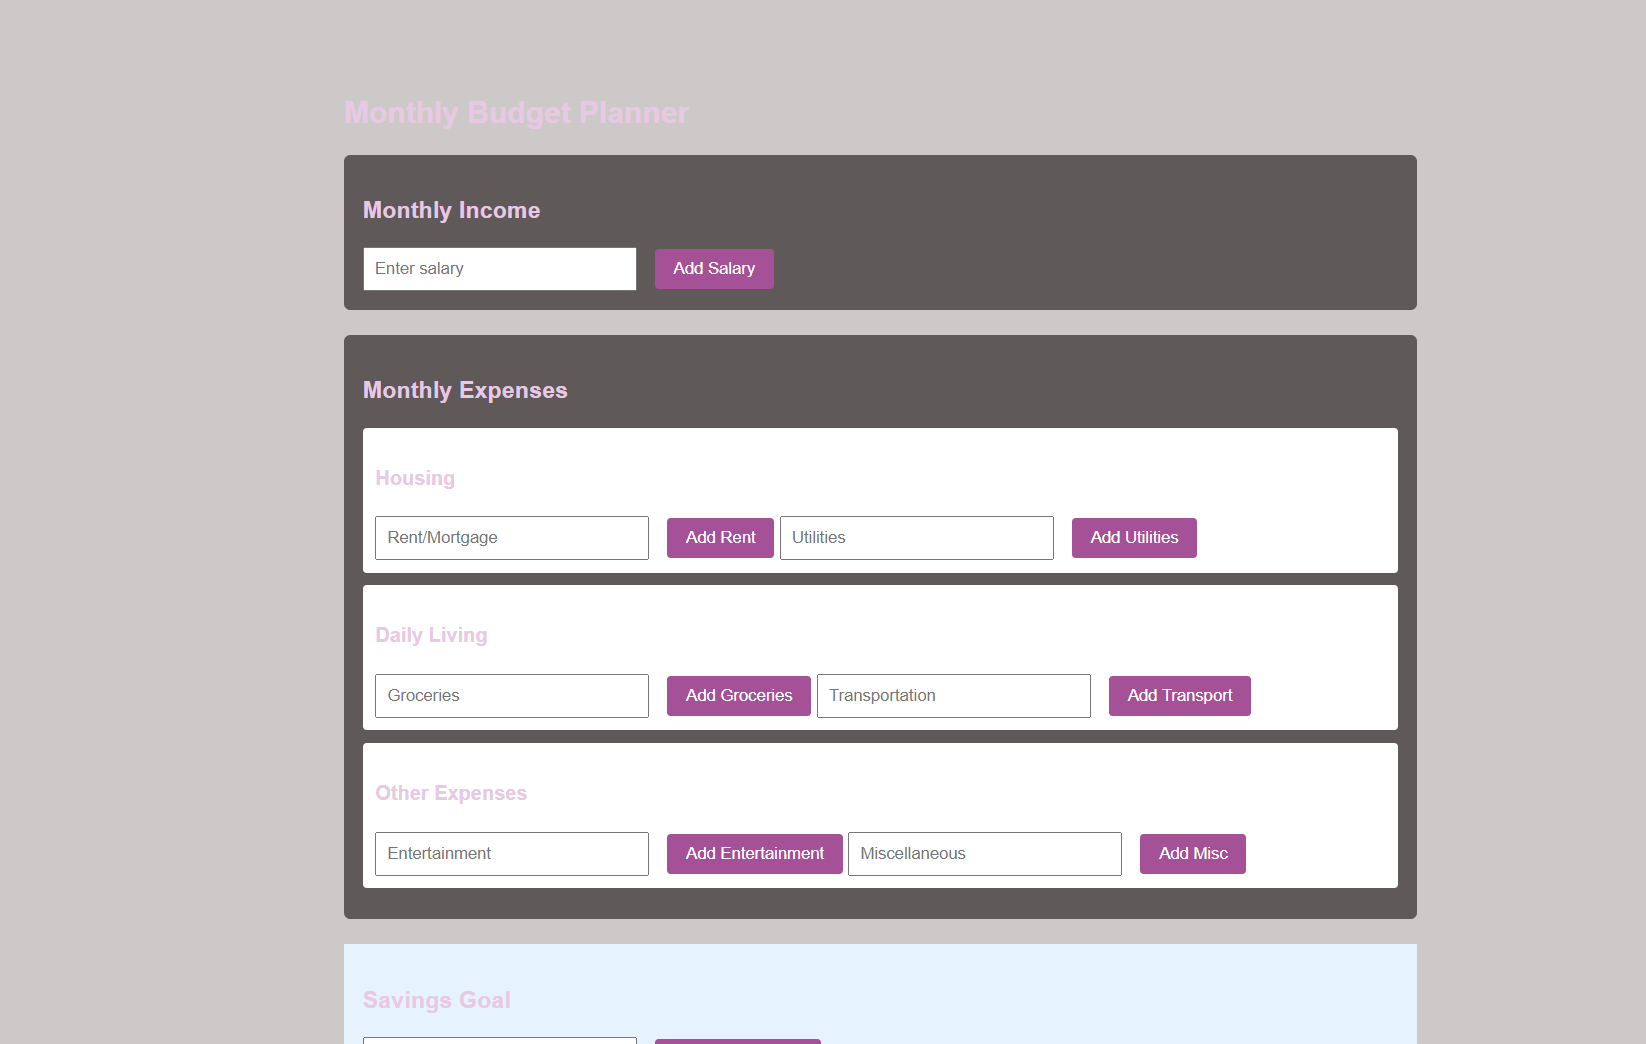 Monthly Budget Planner
Monthly Income
Enter salary Add Salary
Monthly Expenses
Housing
Rent/Mortgage Add Rent Utilities Add Utilities
Daily Living
Groceries Add Groceries Transportation Add Transport
Other Expenses
Entertainment Add Entertainment Miscellaneous Add Misc
Savings Goal